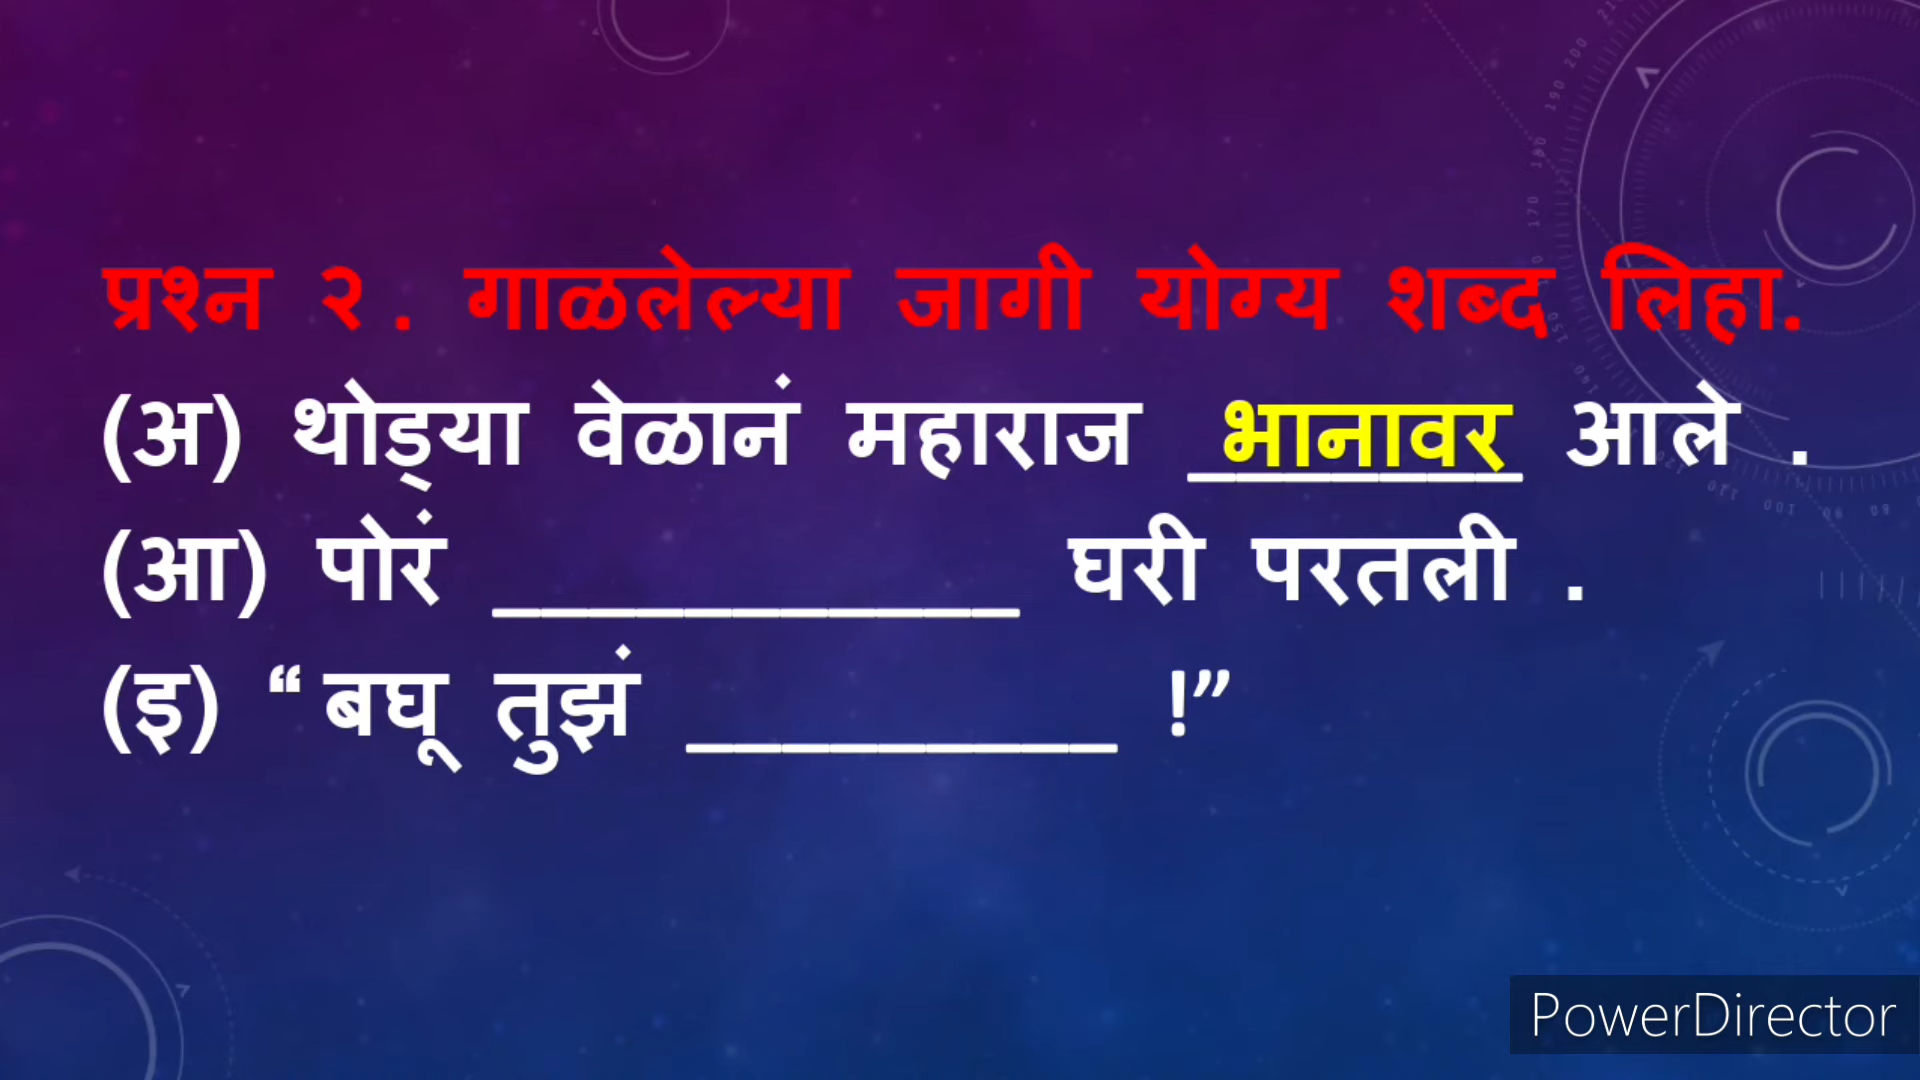 प्रश्न २ . गाळलेल्या जागी योग्य शब्द लिहा.
(अ) थोड्या वेळानं महाराज भानावर आले .
(आ) पोरं ___________ घरी परतली .
(इ) “ बघू तुझं _________ !”
PowerDirector